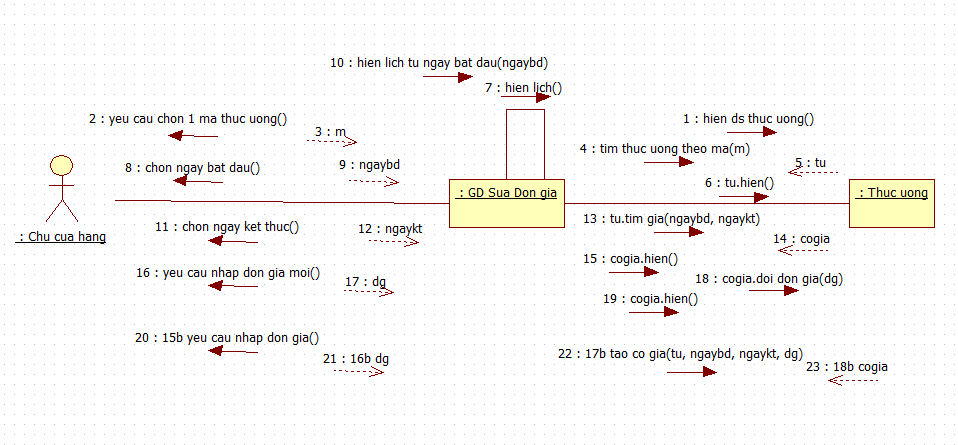 10 : hien lich tu ngay bat dau(ngaybd)
7 : hien lich()
2 : yeu cau chon 1 ma thuc uong()
3 : m
1 : hien ds thuc uong()
4 : tim thuc uong theo ma(m)
5 : tu
8 : chon ngay bat dau()
9 : ngaybd
6 : tu.hien()
: GD Sua Don gia
: Thuc uong
: Chu cua hang
11 : chon ngay ket thuc()
12 : ngaykt
13 : tu.tim gia(ngaybd, ngaykt)
14 : cogia
15 : cogia.hien()
16 : yeu cau nhap don gia moi()
17 : dg
18 : cogia.doi don gia(dg)
19 : cogia.hien()
20 : 15b yeu cau nhap don gia()
21 : 16b dg
22 : 17b tao co gia(tu, ngaybd, ngaykt, dg)
23 : 18b cogia